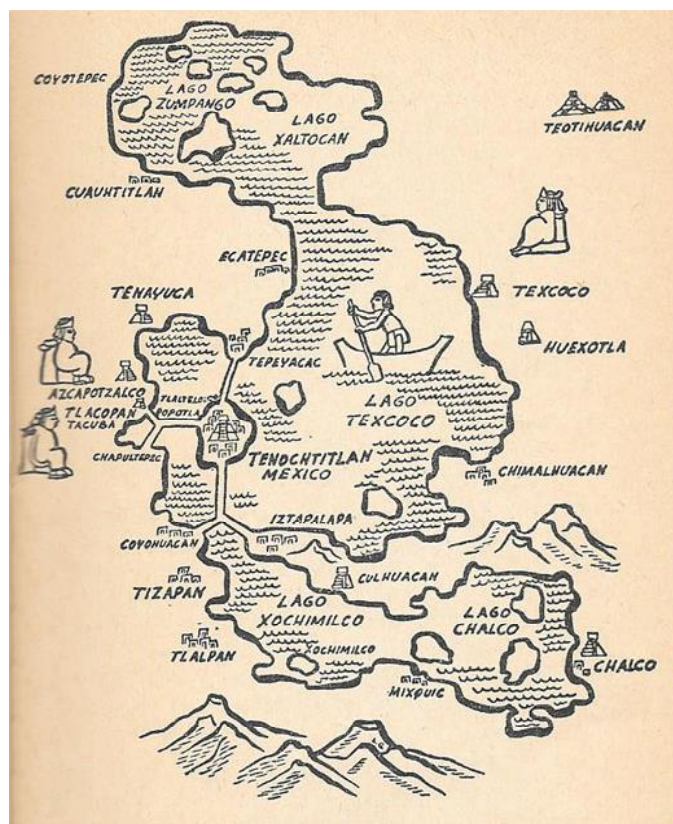 COYOTEPEC
LAGO
ZUMPANGO
LAGO
XALTOCAN
TEOTIHUACAN
CUAUHTITLAN
ECATEPEC
TENAYUCA
TEXCOCO
HUEXOTLA
TEPEYACAC
AZCAPOTZALCO
TLALTELOL
POPOTLA
TLACOPAN
TACUBA
CHAPULTEPEC
LAGO
TEXCOCO
TENOCHTITLAN
MEXICO
CHIMALHUACAN
IZTAPALAPA
COYOHUACAN
CULHUACAN
TIZAPAN
LAGO
XOCHIMILCO
LAGO
CHALCO
TLALPAN
XOCHIMILCO
CHALCO
MIXQUIC